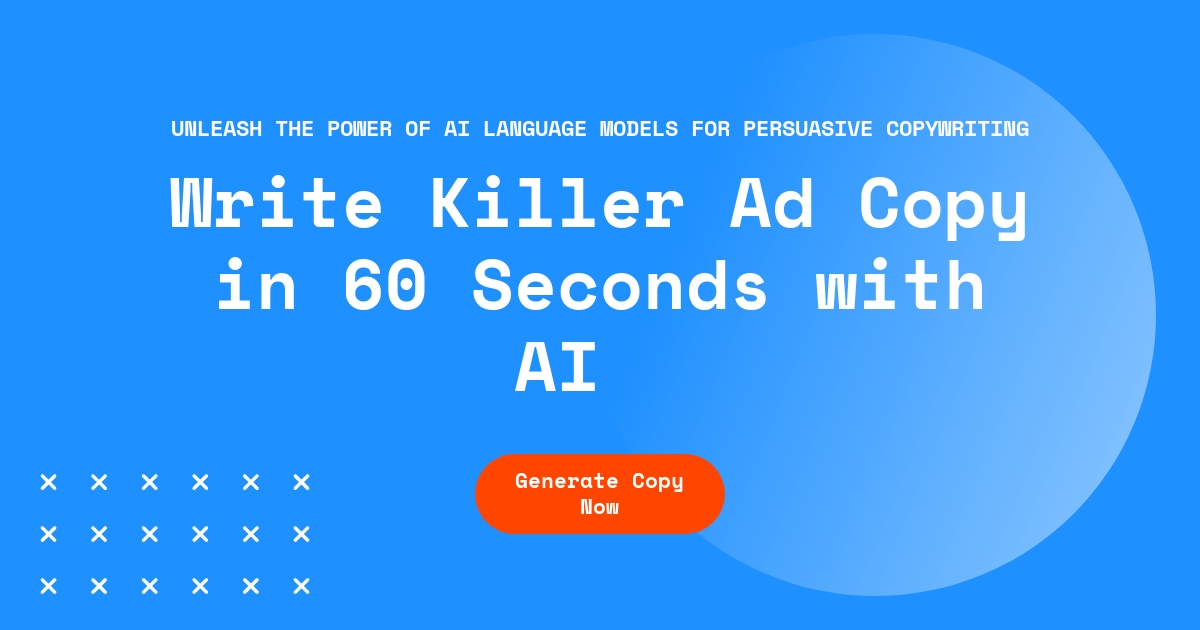 UNLEASH THE POWER OF AI LANGUAGE MODELS FOR PERSUASIVE COPYWRITING
Write Killer Ad Copy
in 60 Seconds with
AI
Generate Copy
Now